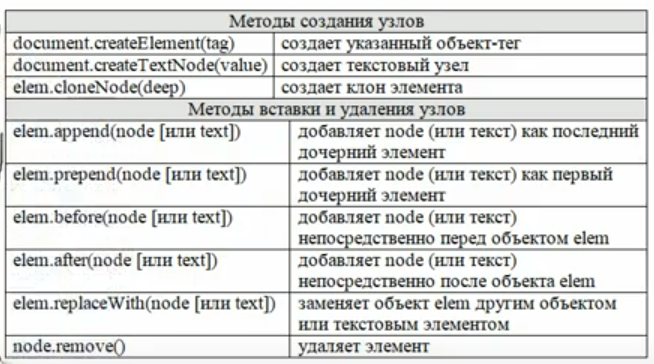 Методы создания узлов
document.createElement(tag) создает указанный объект-тег
document.createTextNode(value) создает текстовый узел
elem.cloneNode(deep) создает клон элемента
Методы вставки и удаления узлов
elem.append(node [или text]) добавляет node (или текст) как последний
дочерний элемент
elem.prepend(node [или text]) добавляет node (или текст) как первый
дочерний элемент
elem.before(node [или text]) добавляет node (или текст)
непосредственно перед объектом elem
elem.after(node [или text]) добавляет node (или текст)
непосредственно после объекта elem
elem.replaceWith(node [или text]) заменяет объект elem другим объектом
или текстовым элементом
node.remove() удаляет элемент